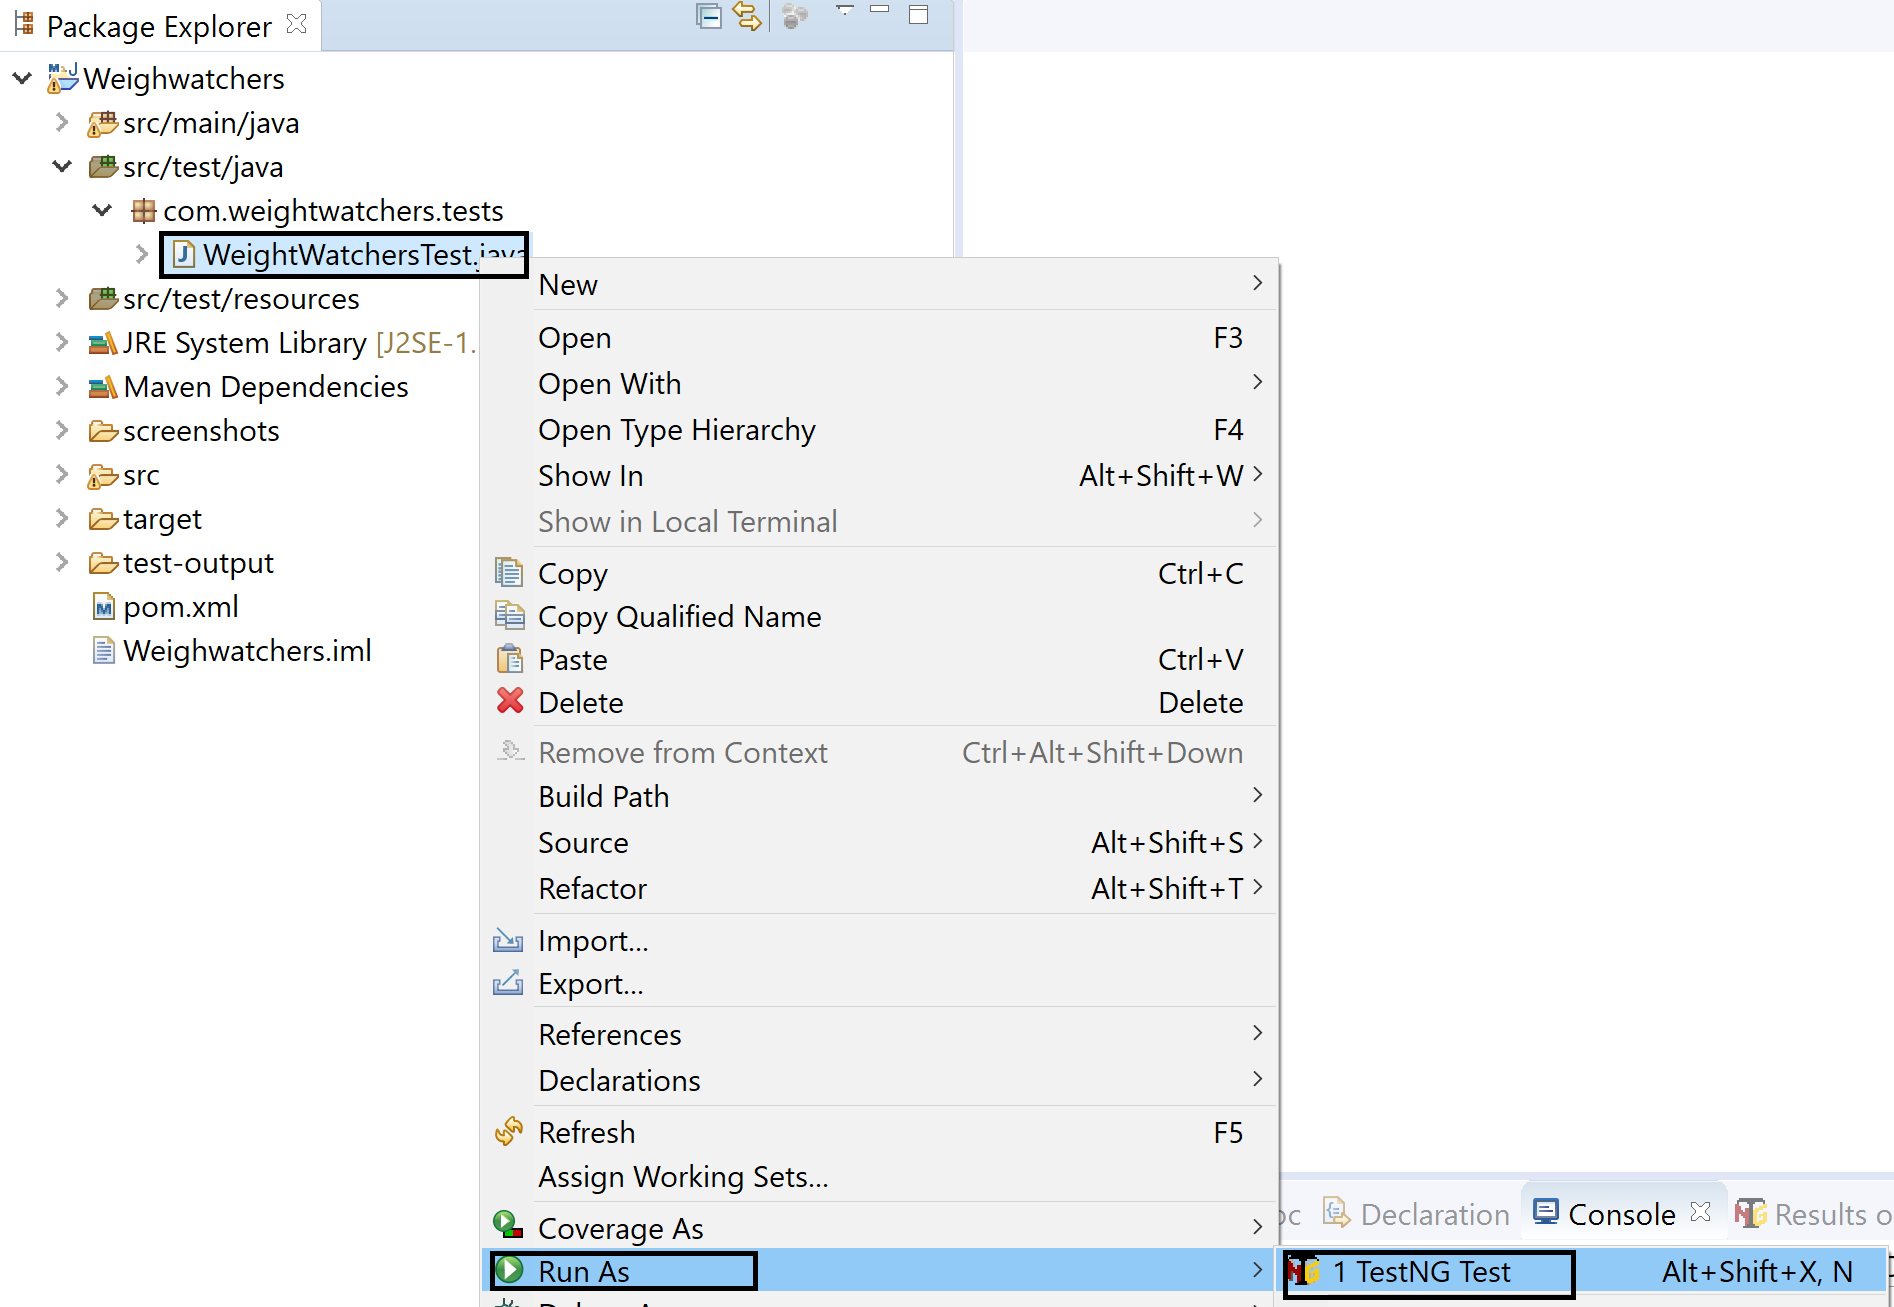 Package Explorer
Weighwatchers
src/main/java
src/test/java
com.weightwatchers.tests
WeightWatchersTest.java
src/test/resources
JRE System Library [J2SE-1.
Maven Dependencies
screenshots
src
target
test-output
pom.xml
Weighwatchers.iml
New
Open F3
Open With
Open Type Hierarchy F4
Show In Alt+Shift+W
Show in Local Terminal
Copy Ctrl+C
Copy Qualified Name
Paste Ctrl+V
Delete Delete
Remove from Context Ctrl+Alt+Shift+Down
Build Path
Source Alt+Shift+S
Refactor Alt+Shift+T
Import...
Export...
References
Declarations
Refresh F5
Assign Working Sets...
Coverage As
Run As
oc Declaration Console Results o
1 TestNG Test Alt+Shift+X, N